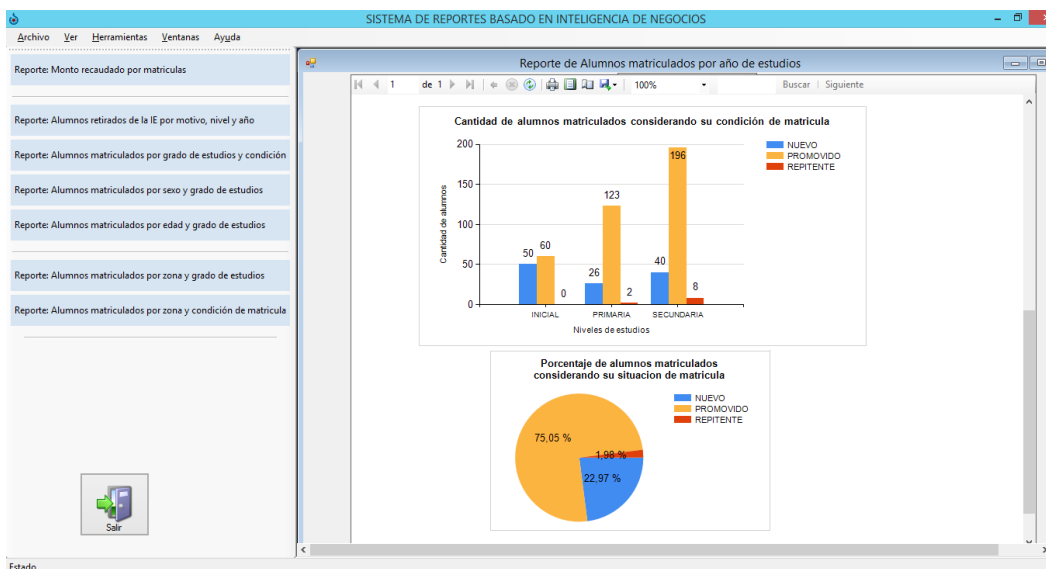 SISTEMA DE REPORTES BASADO EN INTELIGENCIA DE NEGOCIOS
Archivo Ver Herramientas Ventanas Ayuda
Reporte: Monto recaudado por matriculas
Reporte: Alumnos retirados de la IE por motivo, nivel y año
Reporte: Alumnos matriculados por grado de estudios y condición
Reporte: Alumnos matriculados por sexo y grado de estudios
Reporte: Alumnos matriculados por edad y grado de estudios
Reporte: Alumnos matriculados por zona y grado de estudios
Reporte: Alumnos matriculados por zona y condición de matricula
Salir
Reporte de Alumnos matriculados por año de estudios
1 de 1 100% Buscar | Siguiente
Cantidad de alumnos matriculados considerando su condición de matricula
NUEVO
PROMOVIDO
REPITENTE
Cantidad de alumnos
200
150
100
50
0
50 60 0
26 123 2
40 196 8
INICIAL PRIMARIA SECUNDARIA
Niveles de estudios
Porcentaje de alumnos matriculados
considerando su situacion de matricula
NUEVO
PROMOVIDO
REPITENTE
75,05 %
1,98 %
22,97 %
Estado